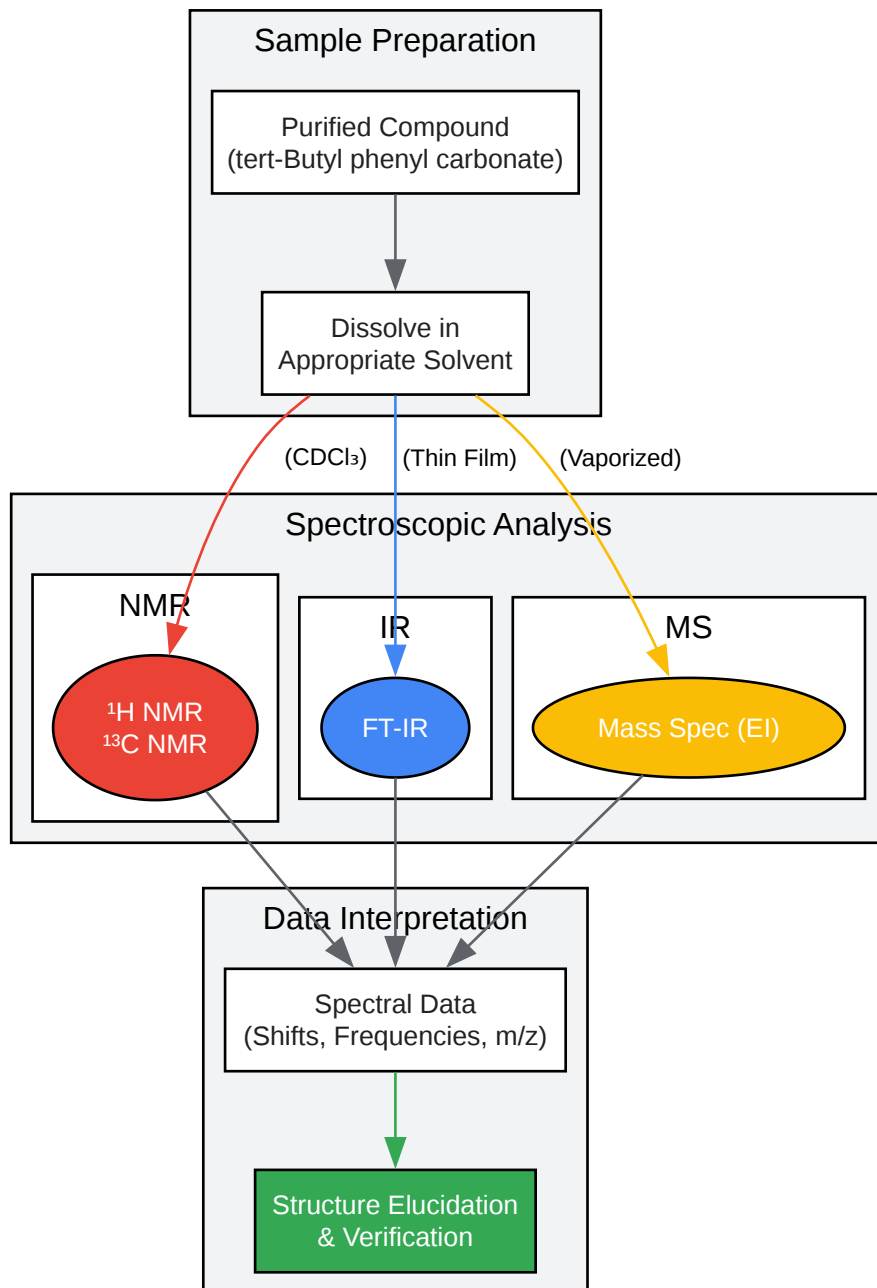 Sample Preparation
Purified Compound
(tert-Butyl phenyl carbonate)
Dissolve in
Appropriate Solvent
(CDCl₃)
(Thin Film)
(Vaporized)
Spectroscopic Analysis
NMR
¹H NMR
¹³C NMR
IR
FT-IR
MS
Mass Spec (EI)
Data Interpretation
Spectral Data
(Shifts, Frequencies, m/z)
Structure Elucidation
& Verification